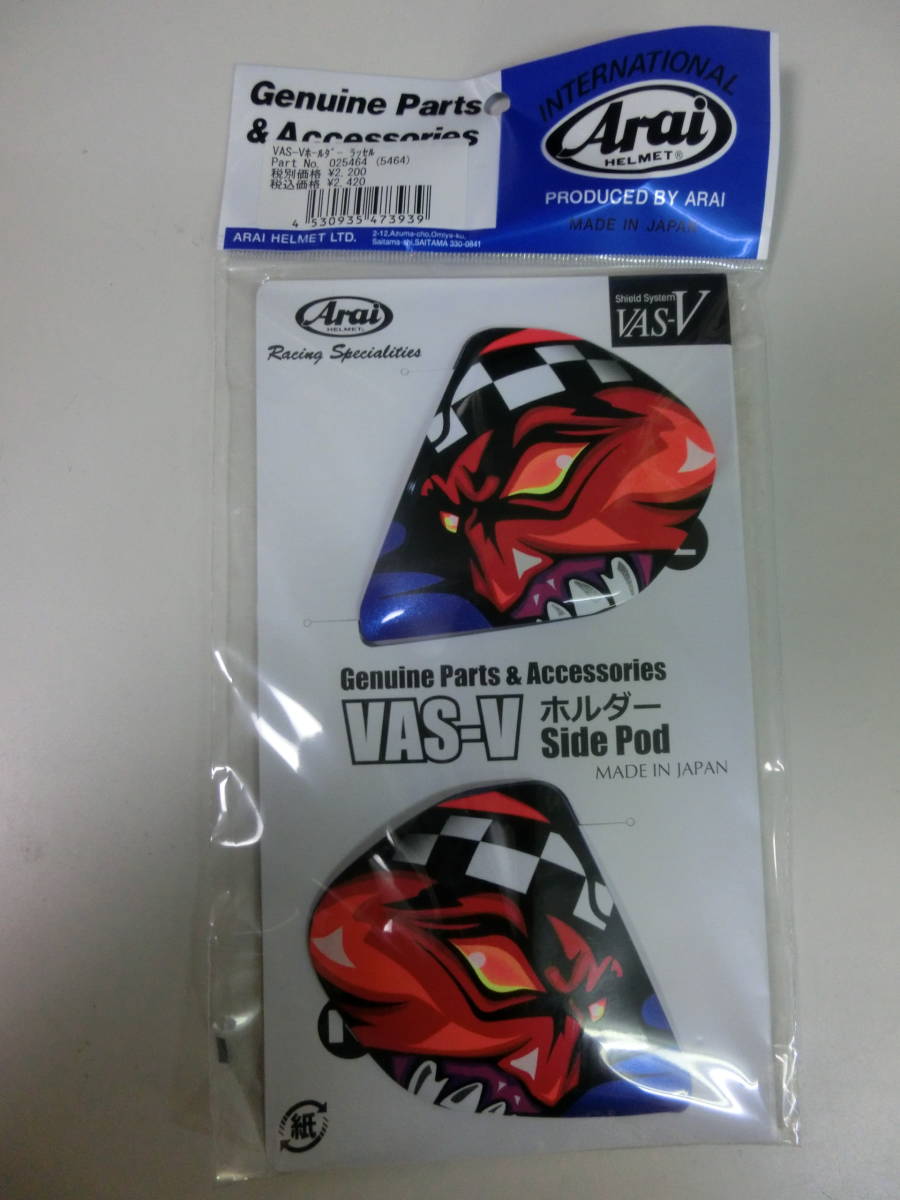 Genuine Parts
& Accessories
VAS-Vﾎｰﾙﾀﾞｰ ﾗｯｾﾙ
Part No. 025464 (5464)
税別価格 ¥2,200
税込価格 ¥2,420
4 530935 473939
ARAI HELMET LTD.
2-12,Azuma-cho,Omiya-ku,
Saitama-shi,SAITAMA 330-0841
INTERNATIONAL
Arai
HELMET®
PRODUCED BY ARAI
MADE IN JAPAN
Arai
HELMET®
Racing Specialities
Shield System
VAS-V
L
Genuine Parts & Accessories
VAS-V ホルダー
Side Pod
MADE IN JAPAN
紙